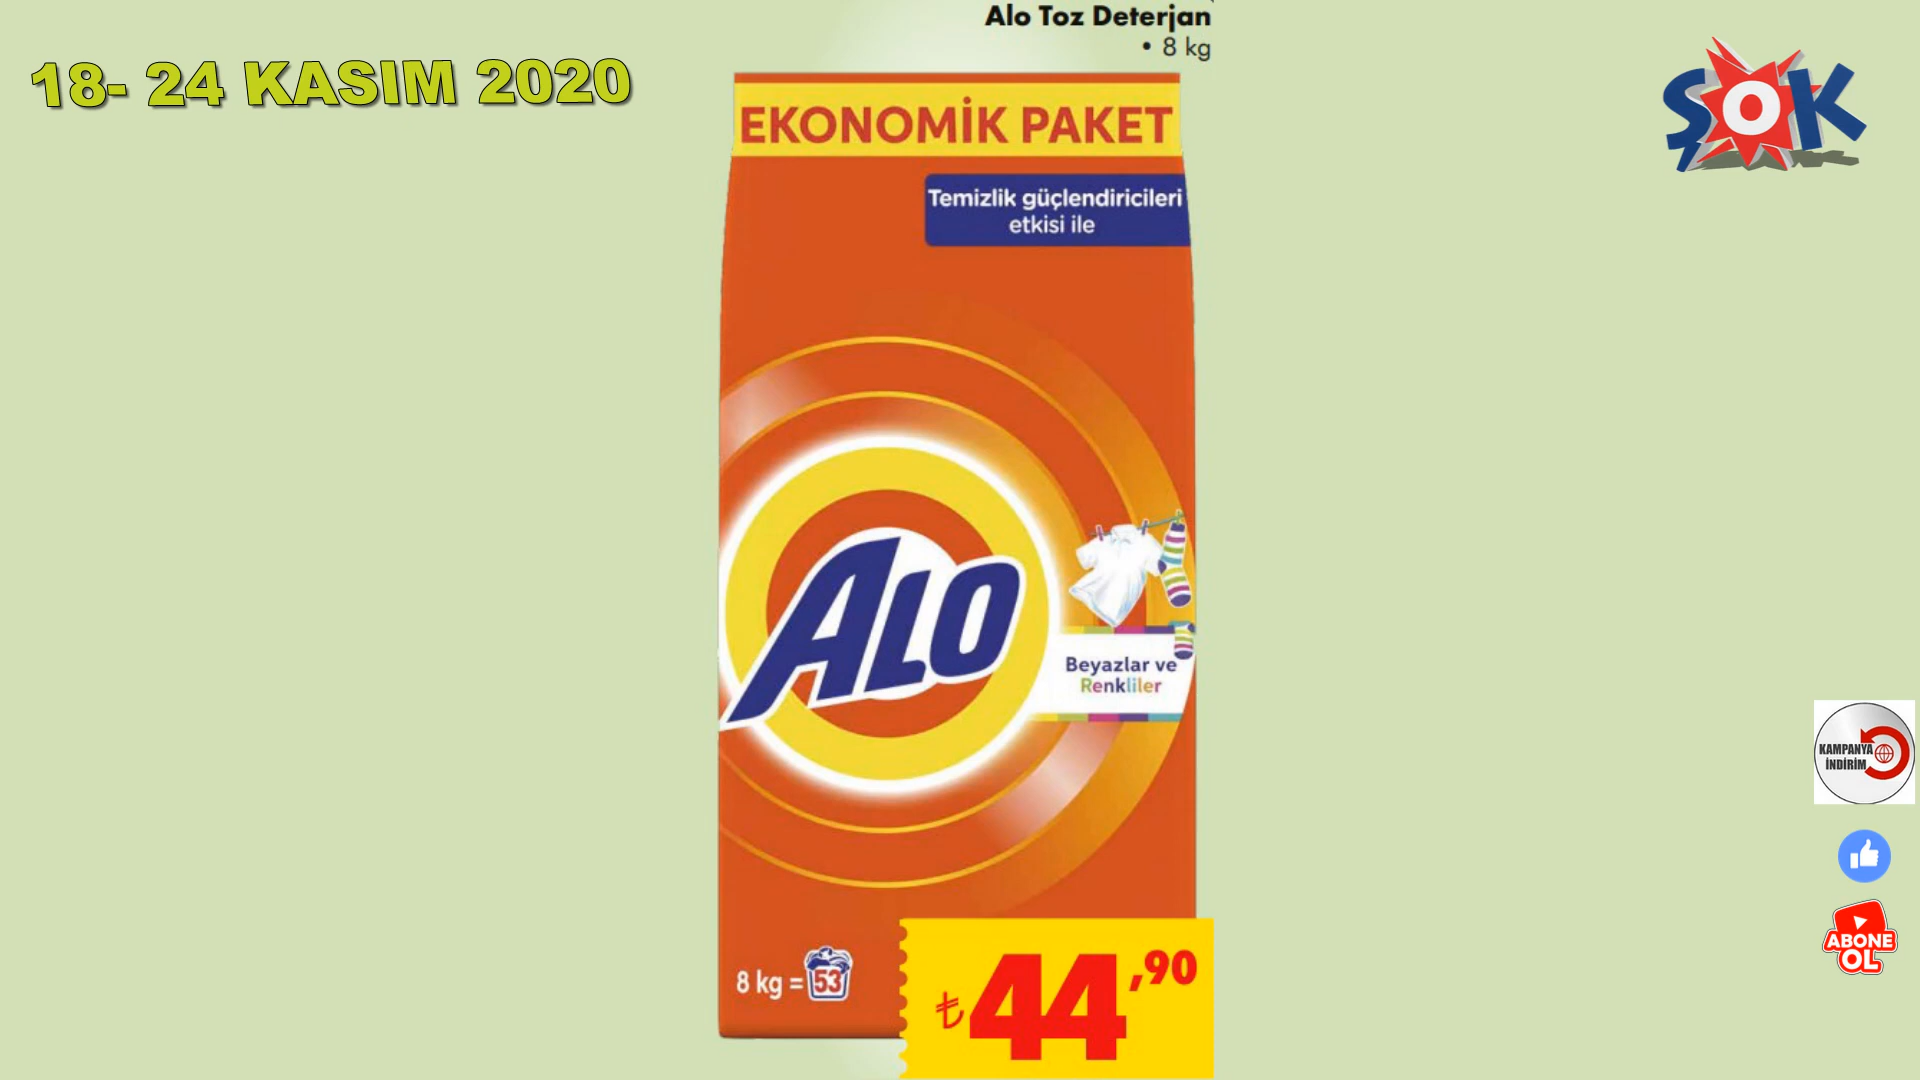 Alo Toz Deterjan
• 8 kg
18- 24 KASIM 2020
ŞOK
EKONOMİK PAKET
Temizlik güçlendiricileri
etkisi ile
ALO
Beyazlar ve
Renkliler
KAMPANYA
İNDİRİM
ABONE
OL
8 kg = 53
₺44,90